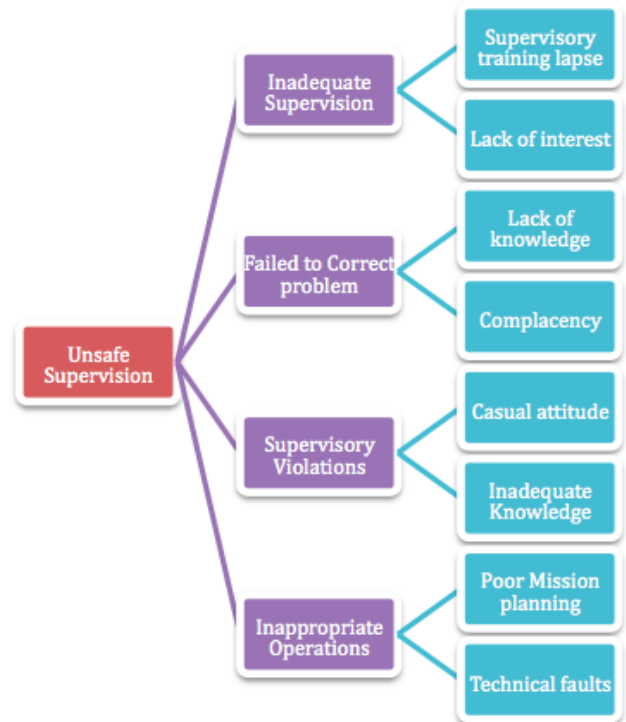 Unsafe
Supervision
Inadequate
Supervision
Supervisory
training lapse
Lack of interest
Failed to Correct
problem
Lack of
knowledge
Complacency
Supervisory
Violations
Casual attitude
Inadequate
Knowledge
Inappropriate
Operations
Poor Mission
planning
Technical faults